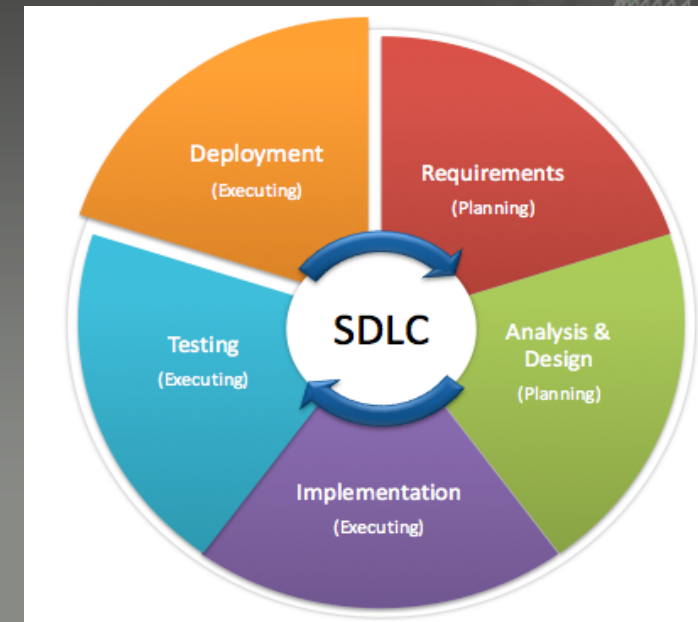 Deployment
(Executing)
Requirements
(Planning)
SDLC
Analysis &
Design
(Planning)
Testing
(Executing)
Implementation
(Executing)